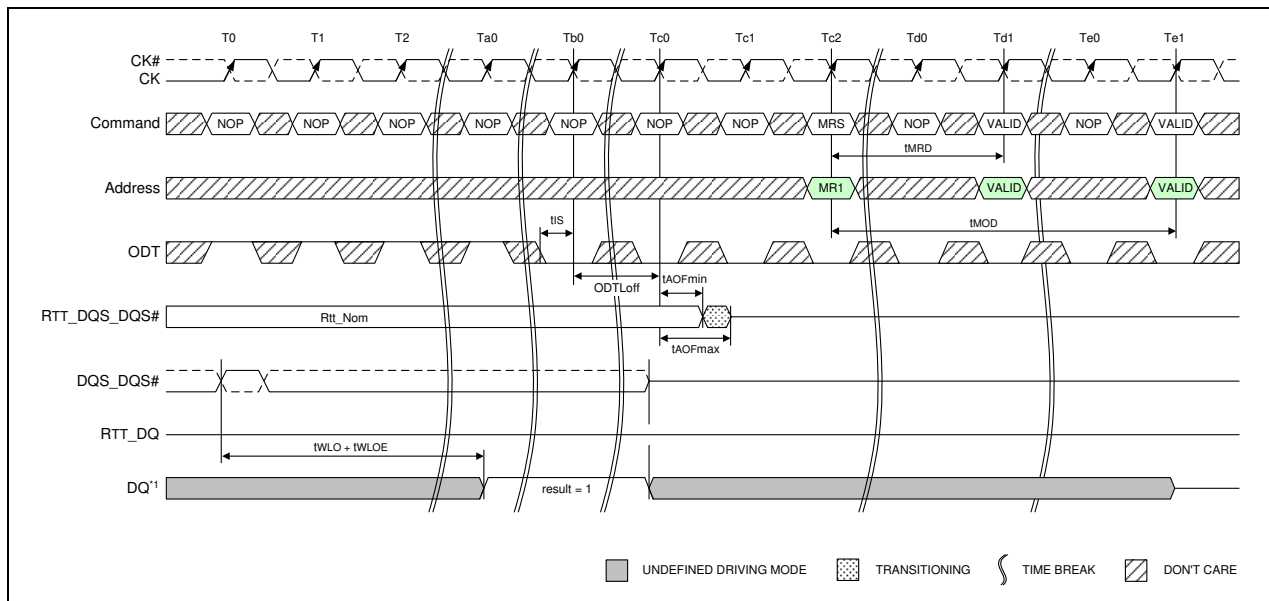 T0 T1 T2 Ta0 Tb0 Tc0 Tc1 Tc2 Td0 Td1 Te0 Te1
CK#
CK
Command NOP NOP NOP NOP NOP NOP NOP MRS NOP VALID NOP VALID
tMRD
Address MR1 VALID VALID
tIS
tMOD
ODT
tAOFmin
ODTLoff
RTT_DQS_DQS# Rtt_Nom
tAOFmax
DQS_DQS#
RTT_DQ
tWLO + tWLOE
DQ*1 result = 1
UNDEFINED DRIVING MODE TRANSITIONING TIME BREAK DON'T CARE